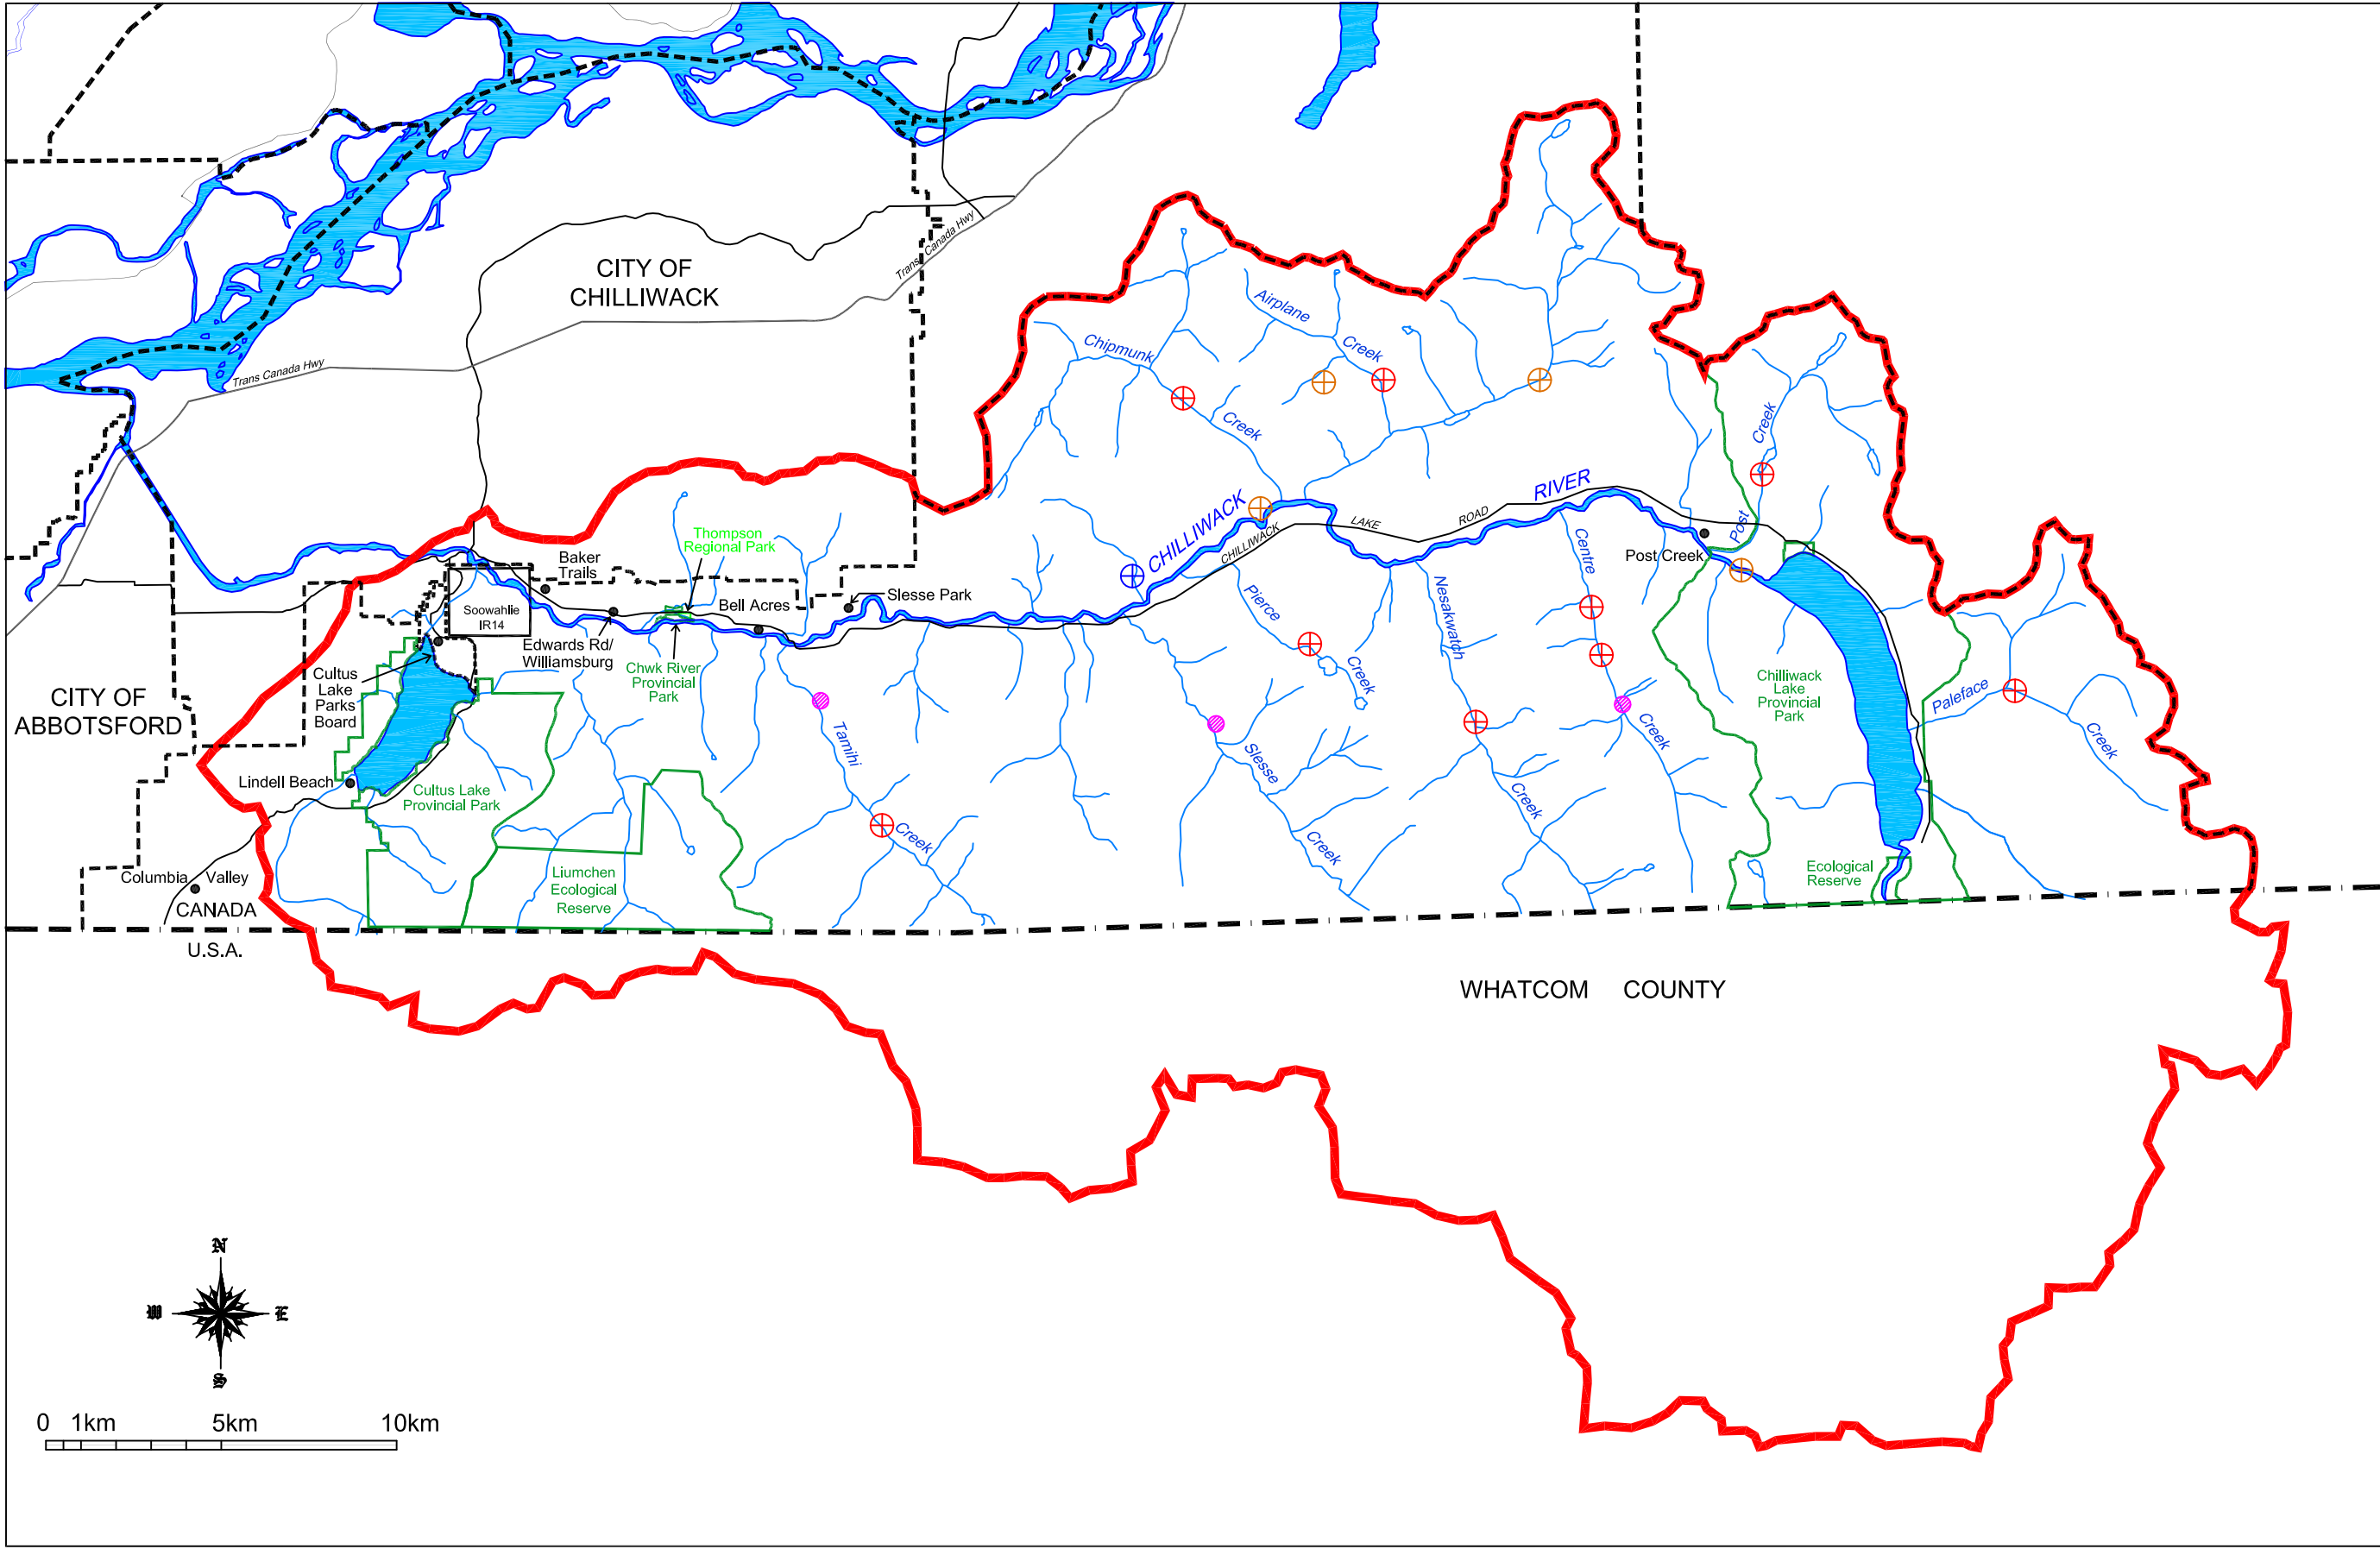 CITY OF
CHILLIWACK
Trans Canada Hwy
Trans Canada Hwy
Airplane
Creek
Chipmunk
Creek
Creek
Post
CHILLIWACK
RIVER
CHILLIWACK
LAKE
ROAD
Thompson
Regional Park
Baker
Trails
Soowahlie
IR14
Bell Acres
Slesse Park
Edwards Rd/
Williamsburg
Chwk River
Provincial
Park
Post Creek
Centre
Creek
Nesakwatch
Creek
Pierce
Creek
Slesse
Creek
Tamihi
Creek
CITY OF
ABBOTSFORD
Cultus
Lake
Parks
Board
Lindell Beach
Cultus Lake
Provincial Park
Chilliwack
Lake
Provincial
Park
Paleface
Creek
Liumchen
Ecological
Reserve
Ecological
Reserve
Columbia Valley
CANADA
U.S.A.
WHATCOM COUNTY
N
W E
S
0 1km 5km 10km